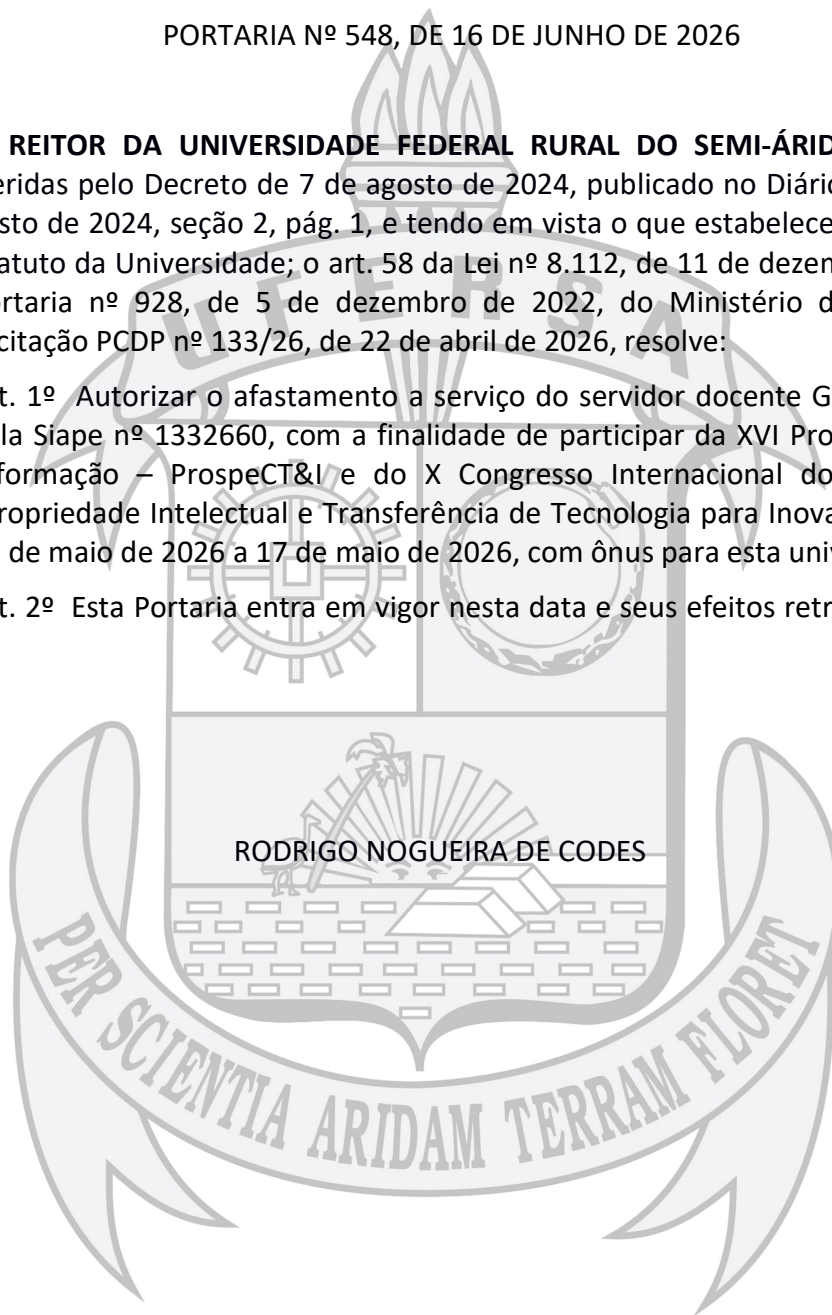 PORTARIA Nº 548, DE 16 DE JUNHO DE 2026
REITOR DA UNIVERSIDADE FEDERAL RURAL DO SEMI-ÁRID
eridas pelo Decreto de 7 de agosto de 2024, publicado no Diário
sto de 2024, seção 2, pág. 1, e tendo em vista o que estabelece
atuto da Universidade; o art. 58 da Lei nº 8.112, de 11 de dezem
ortaria nº 928, de 5 de dezembro de 2022, do Ministério d
citação PCDP nº 133/26, de 22 de abril de 2026, resolve:
t. 1º Autorizar o afastamento a serviço do servidor docente G
la Siape nº 1332660, com a finalidade de participar da XVI Pro
formação – ProspeCT&I e do X Congresso Internacional do
ropriedade Intelectual e Transferência de Tecnologia para Inova
de maio de 2026 a 17 de maio de 2026, com ônus para esta univ
t. 2º Esta Portaria entra em vigor nesta data e seus efeitos retr
RODRIGO NOGUEIRA DE CODES
UFERSA
PER SCIENTIA ARIDAM TERRAM FLORET